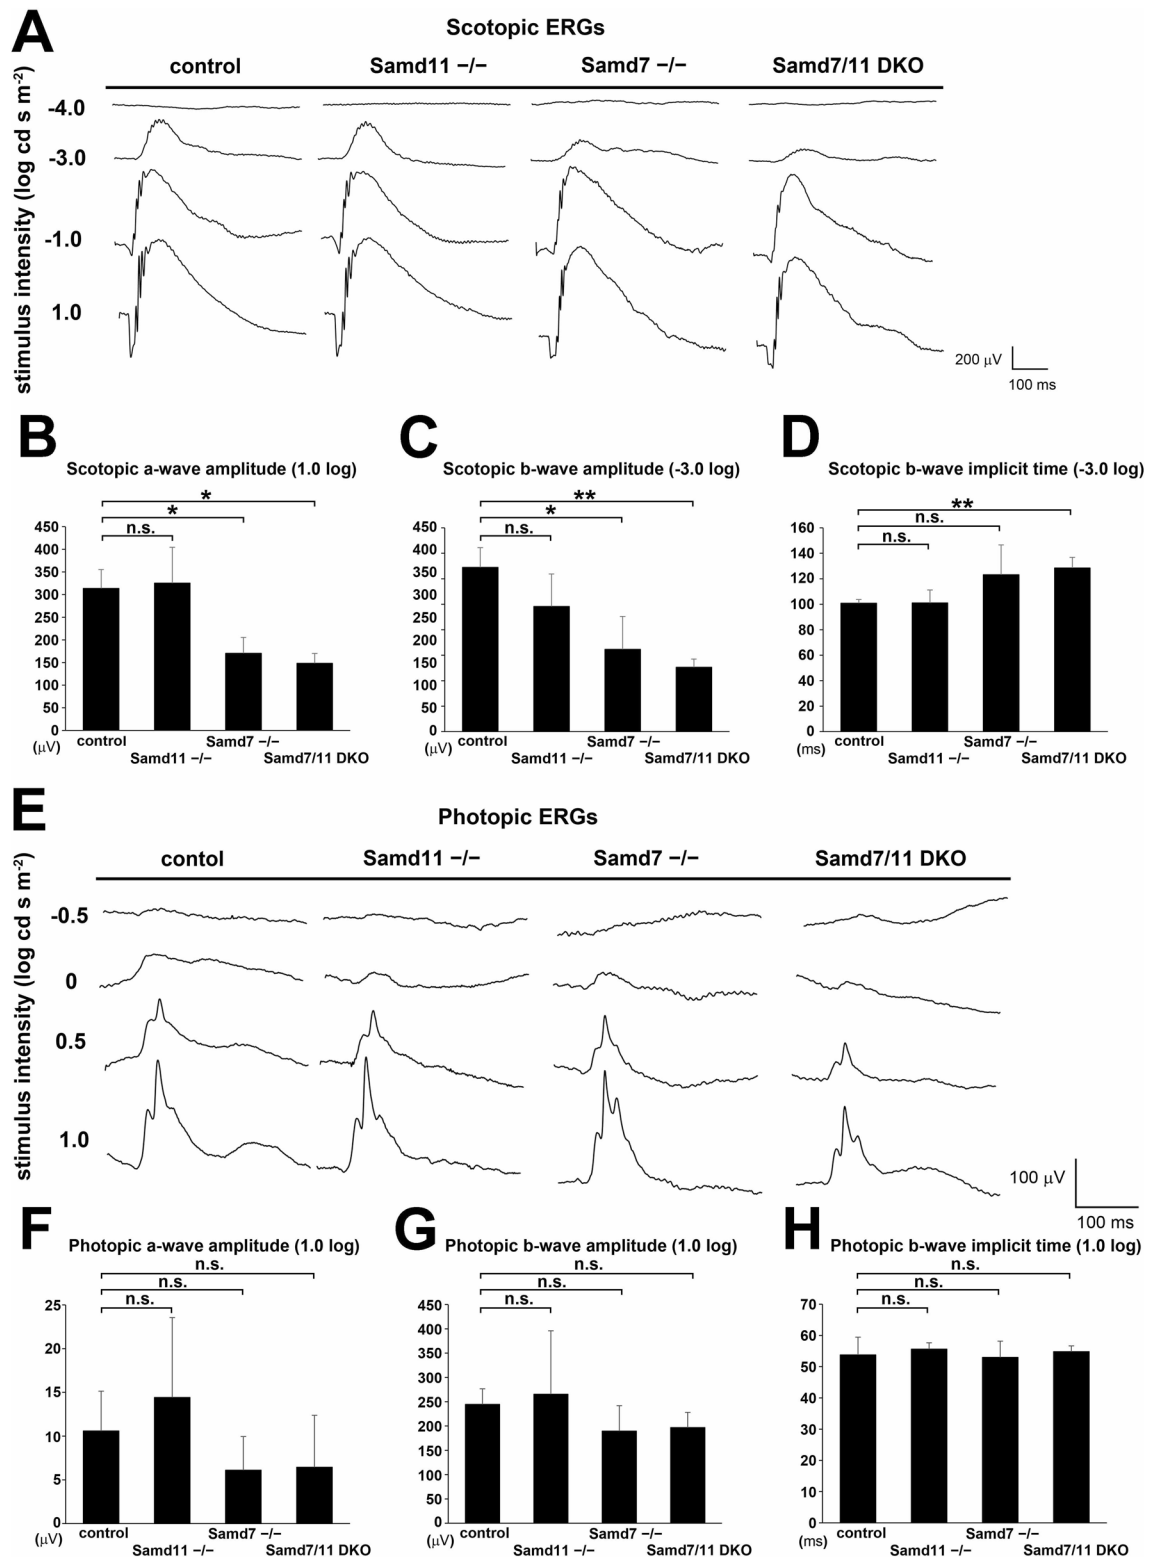 A
Scotopic ERGs
control
Samd11 −/−
Samd7 −/−
Samd7/11 DKO
stimulus intensity (log cd s m-2)
-4.0
-3.0
-1.0
1.0
200 μV
100 ms
B
Scotopic a-wave amplitude (1.0 log)
*
*
n.s.
450
400
350
300
250
200
150
100
50
0
(μV)
control
Samd11 −/−
Samd7 −/−
Samd7/11 DKO
C
Scotopic b-wave amplitude (-3.0 log)
**
*
n.s.
450
400
350
300
250
200
150
100
50
0
(μV)
control
Samd11 −/−
Samd7 −/−
Samd7/11 DKO
D
Scotopic b-wave implicit time (-3.0 log)
**
n.s.
n.s.
160
140
120
100
80
60
40
20
0
(ms)
control
Samd11 −/−
Samd7 −/−
Samd7/11 DKO
E
Photopic ERGs
contol
Samd11 −/−
Samd7 −/−
Samd7/11 DKO
stimulus intensity (log cd s m-2)
-0.5
0
0.5
1.0
100 μV
100 ms
F
Photopic a-wave amplitude (1.0 log)
n.s.
n.s.
n.s.
25
20
15
10
5
0
(μV)
control
Samd11 −/−
Samd7 −/−
Samd7/11 DKO
G
Photopic b-wave amplitude (1.0 log)
n.s.
n.s.
n.s.
450
400
350
300
250
200
150
100
50
0
(μV)
control
Samd11 −/−
Samd7 −/−
Samd7/11 DKO
H
Photopic b-wave implicit time (1.0 log)
n.s.
n.s.
n.s.
70
60
50
40
30
20
10
0
(ms)
control
Samd11 −/−
Samd7 −/−
Samd7/11 DKO